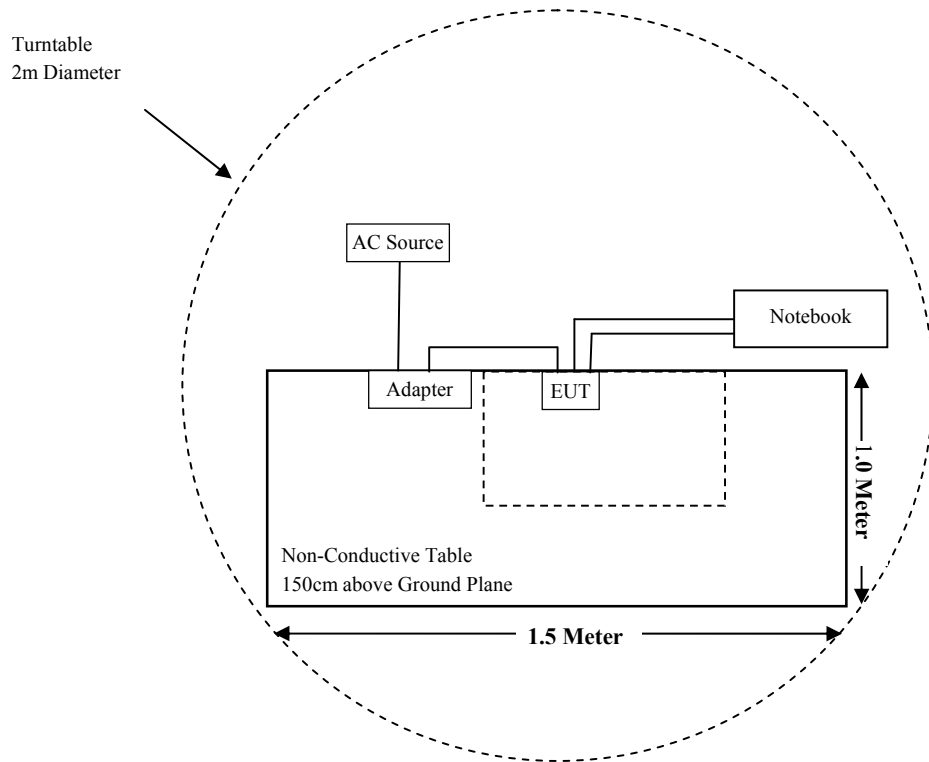 Turntable
2m Diameter
AC Source
Notebook
Adapter
EUT
1.0 Meter
Non-Conductive Table
150cm above Ground Plane
1.5 Meter